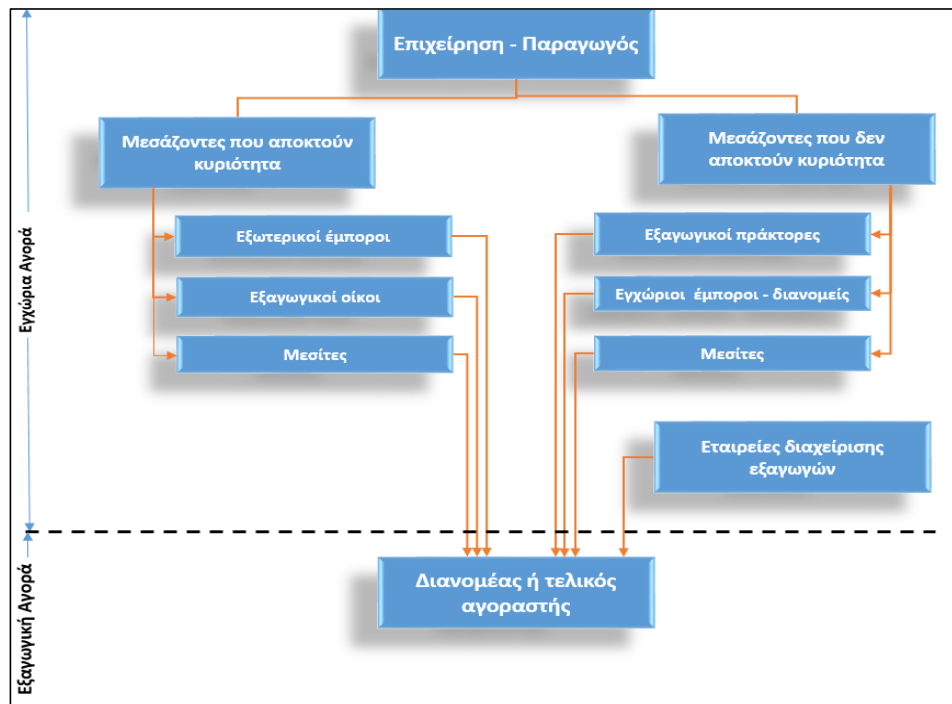 Επιχείρηση - Παραγωγός
Μεσάζοντες που αποκτούν
κυριότητα
Μεσάζοντες που δεν
αποκτούν κυριότητα
Εξωτερικοί έμποροι
Εξαγωγικοί οίκοι
Μεσίτες
Εξαγωγικοί πράκτορες
Εγχώριοι έμποροι - διανομείς
Μεσίτες
Εταιρείες διαχείρισης
εξαγωγών
Εγχώρια Αγορά
Διανομέας ή τελικός
αγοραστής
Εξαγωγική Αγορά